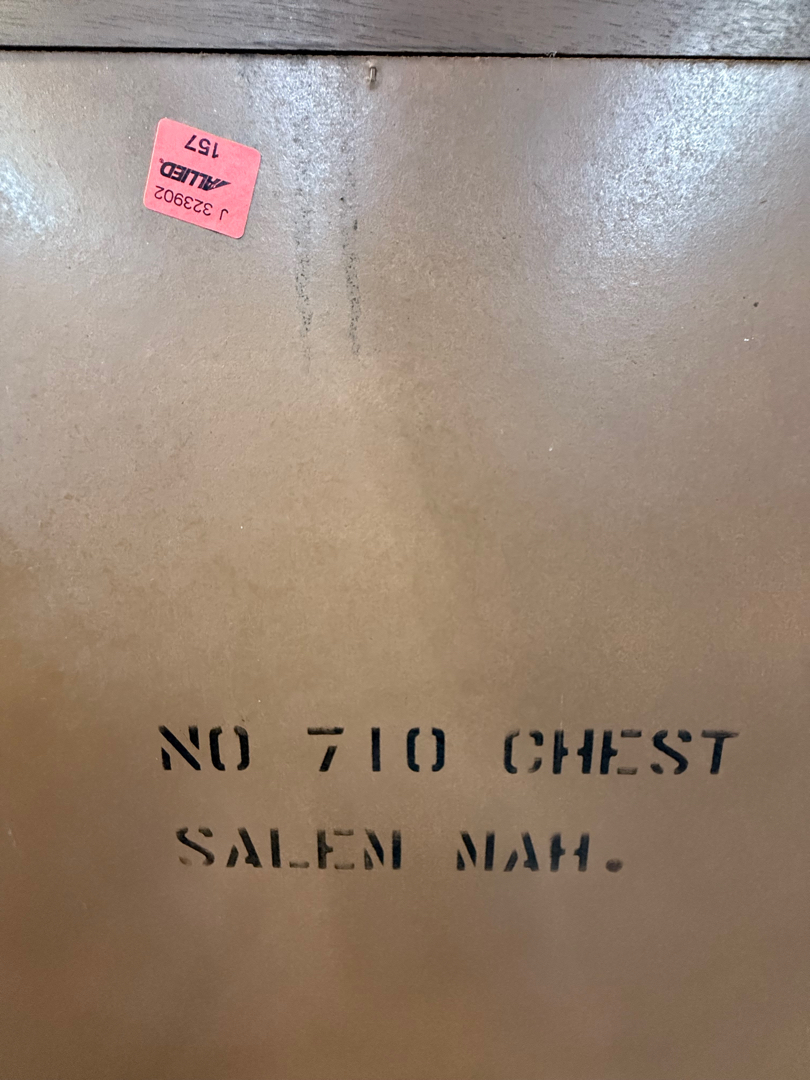 J 323902
ALLIED®
157
NO 710 CHEST
SALEM MAH.